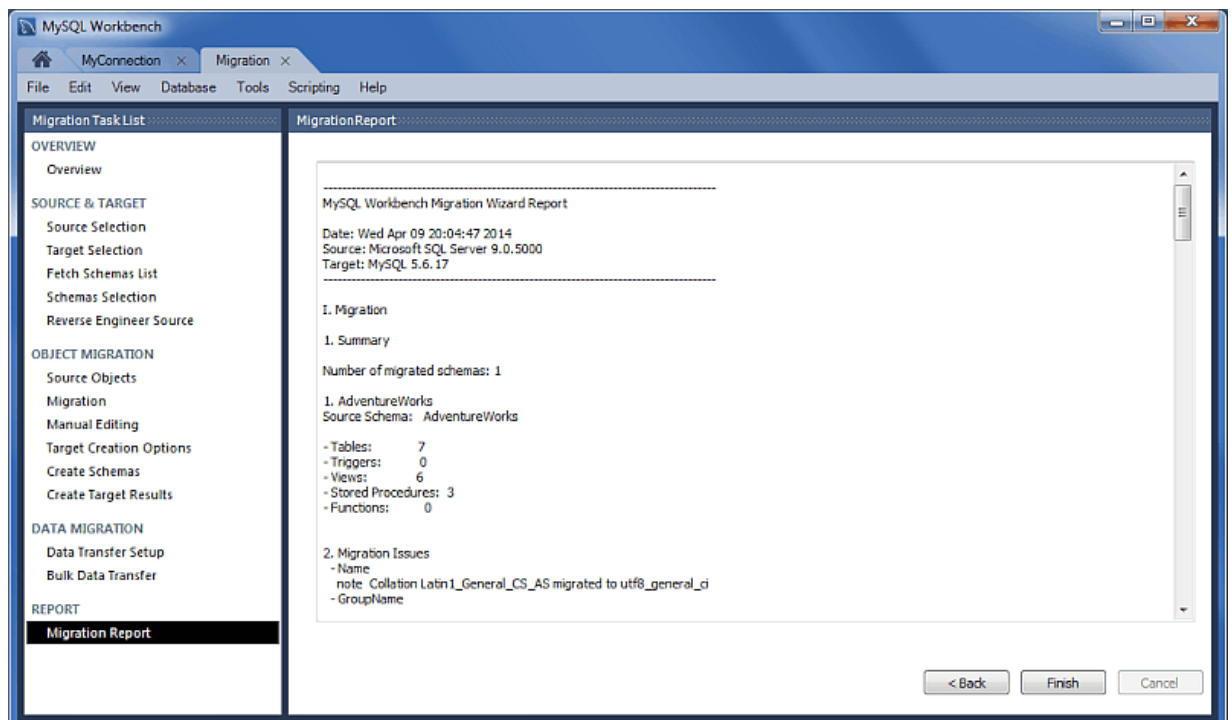 MySQL Workbench
MyConnection
Migration
File Edit View Database Tools Scripting Help
Migration Task List
OVERVIEW
Overview
SOURCE & TARGET
Source Selection
Target Selection
Fetch Schemas List
Schemas Selection
Reverse Engineer Source
OBJECT MIGRATION
Source Objects
Migration
Manual Editing
Target Creation Options
Create Schemas
Create Target Results
DATA MIGRATION
Data Transfer Setup
Bulk Data Transfer
REPORT
Migration Report
MigrationReport
------------------------------------------------------------------------------------
MySQL Workbench Migration Wizard Report
Date: Wed Apr 09 20:04:47 2014
Source: Microsoft SQL Server 9.0.5000
Target: MySQL 5.6.17
------------------------------------------------------------------------------------
I. Migration
1. Summary
Number of migrated schemas: 1
1. AdventureWorks
Source Schema: AdventureWorks
- Tables: 7
- Triggers: 0
- Views: 6
- Stored Procedures: 3
- Functions: 0
2. Migration Issues
- Name
note Collation Latin1_General_CS_AS migrated to utf8_general_ci
- GroupName
< Back Finish Cancel